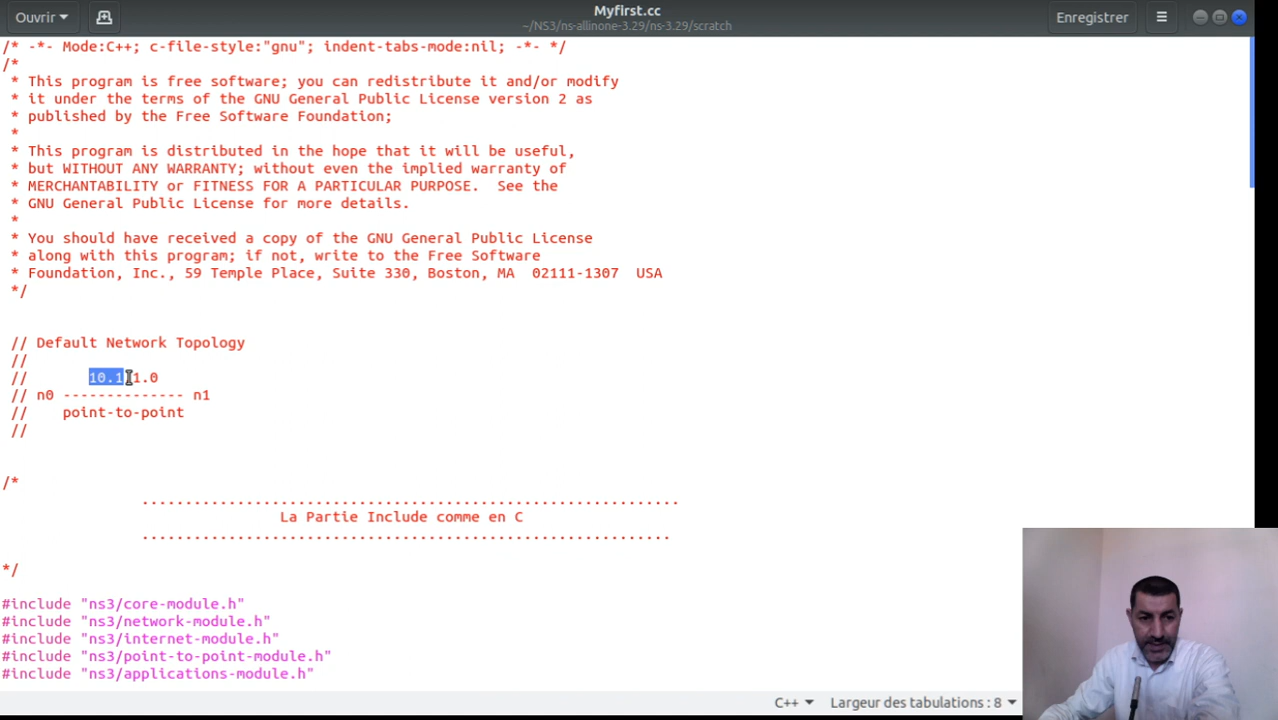 Ouvrir
Myfirst.cc
~/NS3/ns-allinone-3.29/ns-3.29/scratch
Enregistrer
/* -*- Mode:C++; c-file-style:"gnu"; indent-tabs-mode:nil; -*- */
/*
* This program is free software; you can redistribute it and/or modify
* it under the terms of the GNU General Public License version 2 as
* published by the Free Software Foundation;
*
* This program is distributed in the hope that it will be useful,
* but WITHOUT ANY WARRANTY; without even the implied warranty of
* MERCHANTABILITY or FITNESS FOR A PARTICULAR PURPOSE.  See the
* GNU General Public License for more details.
*
* You should have received a copy of the GNU General Public License
* along with this program; if not, write to the Free Software
* Foundation, Inc., 59 Temple Place, Suite 330, Boston, MA  02111-1307  USA
*/
// Default Network Topology
//
//       10.1.1.0
// n0 -------------- n1
//    point-to-point
//
/*
.............................................................
La Partie Include comme en C
............................................................
*/
#include "ns3/core-module.h"
#include "ns3/network-module.h"
#include "ns3/internet-module.h"
#include "ns3/point-to-point-module.h"
#include "ns3/applications-module.h"
C++
Largeur des tabulations : 8